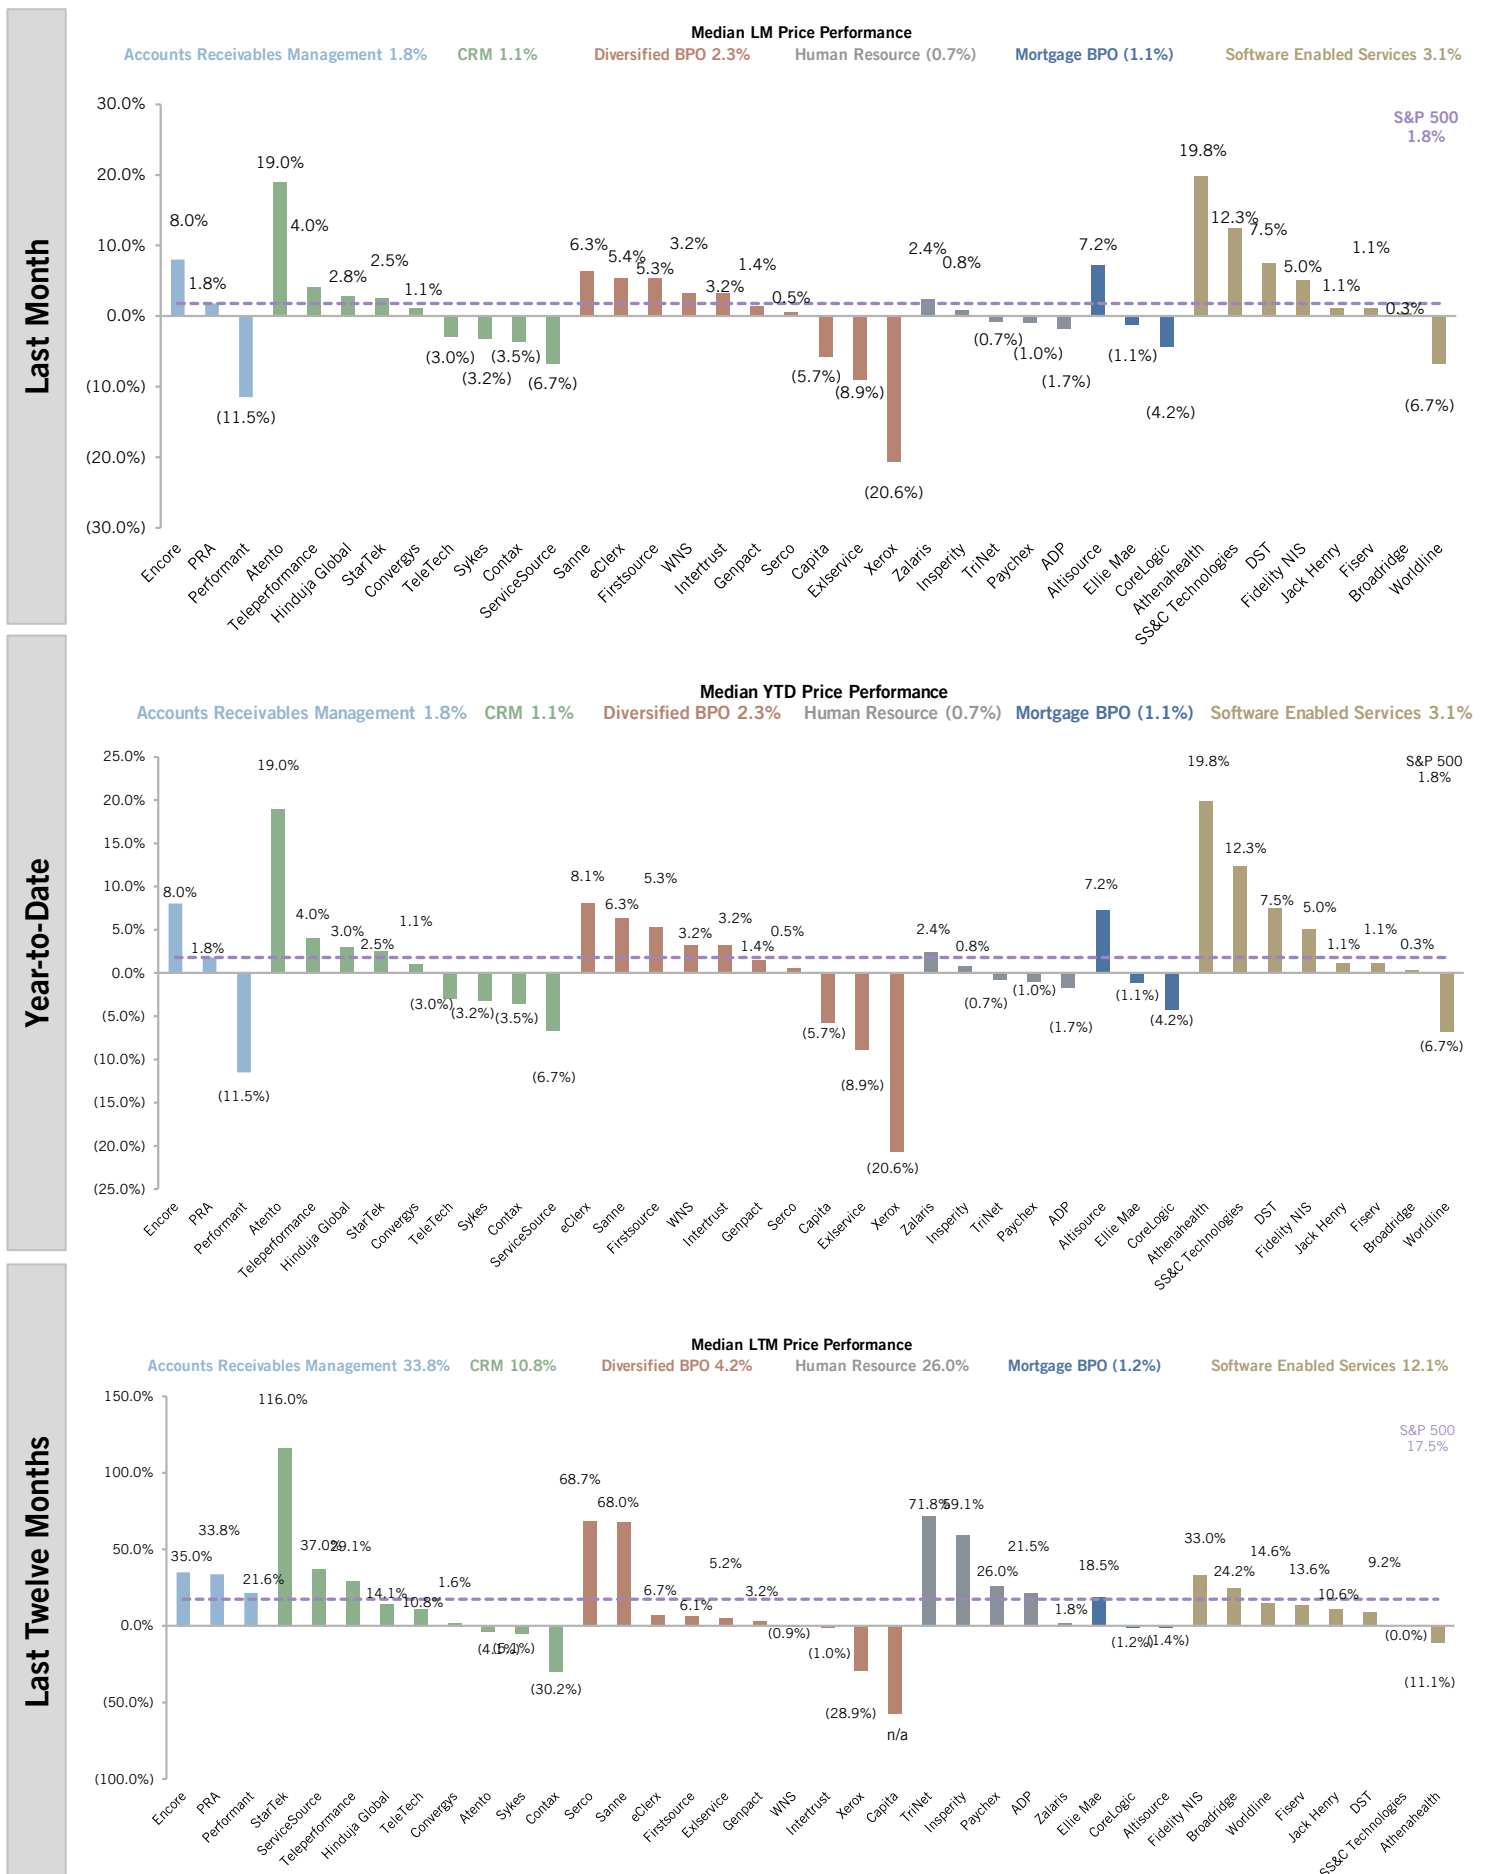 Last Month
Median LM Price Performance
Accounts Receivables Management 1.8% CRM 1.1% Diversified BPO 2.3% Human Resource (0.7%) Mortgage BPO (1.1%) Software Enabled Services 3.1%
S&P 500
1.8%
30.0%
20.0%
10.0%
0.0%
(10.0%)
(20.0%)
(30.0%)
8.0% 1.8% (11.5%) 19.0% 4.0% 2.8% 2.5% 1.1% (3.0%) (3.2%) (3.5%) (6.7%) 6.3% 5.4% 5.3% 3.2% 3.2% 1.4% 0.5% (5.7%) (8.9%) (20.6%) 2.4% 0.8% (0.7%) (1.0%) (1.7%) 7.2% (1.1%) (4.2%) 19.8% 12.3% 7.5% 5.0% 1.1% 1.1% 0.3% (6.7%)
Encore PRA Performant Atento Teleperformance Hinduja Global StarTek Convergys TeleTech Sykes Contax ServiceSource Sanne eClerx Firstsource WNS Intertrust Genpact Serco Capita Exlservice Xerox Zalaris Insperity TriNet Paychex ADP Altisource Ellie Mae CoreLogic Athenahealth SS&C Technologies DST Fidelity NIS Jack Henry Fiserv Broadridge Worldline
Year-to-Date
Median YTD Price Performance
Accounts Receivables Management 1.8% CRM 1.1% Diversified BPO 2.3% Human Resource (0.7%) Mortgage BPO (1.1%) Software Enabled Services 3.1%
S&P 500
1.8%
25.0%
20.0%
15.0%
10.0%
5.0%
0.0%
(5.0%)
(10.0%)
(15.0%)
(20.0%)
(25.0%)
8.0% 1.8% (11.5%) 19.0% 4.0% 3.0% 2.5% 1.1% (3.0%) (3.2%) (3.5%) (6.7%) 8.1% 6.3% 5.3% 3.2% 3.2% 1.4% 0.5% (5.7%) (8.9%) (20.6%) 2.4% 0.8% (0.7%) (1.0%) (1.7%) 7.2% (1.1%) (4.2%) 19.8% 12.3% 7.5% 5.0% 1.1% 1.1% 0.3% (6.7%)
Encore PRA Performant Atento Teleperformance Hinduja Global StarTek Convergys TeleTech Sykes Contax ServiceSource eClerx Sanne Firstsource WNS Intertrust Genpact Serco Capita Exlservice Xerox Zalaris Insperity TriNet Paychex ADP Altisource Ellie Mae CoreLogic Athenahealth SS&C Technologies DST Fidelity NIS Jack Henry Fiserv Broadridge Worldline
Last Twelve Months
Median LTM Price Performance
Accounts Receivables Management 33.8% CRM 10.8% Diversified BPO 4.2% Human Resource 26.0% Mortgage BPO (1.2%) Software Enabled Services 12.1%
S&P 500
17.5%
150.0%
100.0%
50.0%
0.0%
(50.0%)
(100.0%)
35.0% 33.8% 21.6% 116.0% 37.0% 29.1% 14.1% 10.8% 1.6% (4.1%) (5.1%) (30.2%) 68.7% 68.0% 6.7% 6.1% 5.2% 3.2% (0.9%) (1.0%) (28.9%) n/a 71.8% 59.1% 26.0% 21.5% 1.8% 18.5% (1.2%) (1.4%) 33.0% 24.2% 14.6% 13.6% 10.6% 9.2% (0.0%) (11.1%)
Encore PRA Performant StarTek ServiceSource Teleperformance Hinduja Global TeleTech Convergys Atento Sykes Contax Serco Sanne eClerx Firstsource Exlservice Genpact WNS Intertrust Xerox Capita TriNet Insperity Paychex ADP Zalaris Ellie Mae CoreLogic Altisource Fidelity NIS Broadridge Worldline Fiserv Jack Henry DST SS&C Technologies Athenahealth